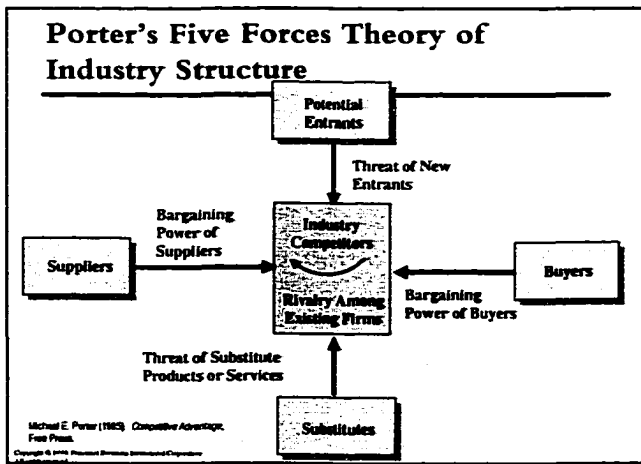 Porter's Five Forces Theory of
Industry Structure
Potential
Entrants
Threat of New
Entrants
Bargaining
Power of
Suppliers
Industry
Competitors
Suppliers
Buyers
Rivalry Among
Existing Firms
Bargaining
Power of Buyers
Threat of Substitute
Products or Services
Substitutes
Michael E. Porter (1985) Competitive Advantage,
Free Press.
Copyright ©